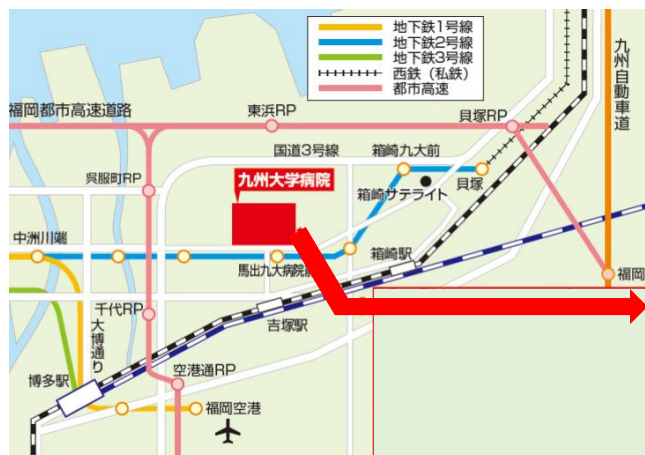 地下鉄1号線
地下鉄2号線
地下鉄3号線
西鉄（私鉄）
都市高速
九州自動車道
福岡都市高速道路
東浜RP
貝塚RP
国道3号線
箱崎九大前
呉服町RP
九州大学病院
貝塚
箱崎サテライト
中洲川端
箱崎駅
馬出九大病院前
福岡
千代RP
大博通り
吉塚駅
博多駅
空港通RP
福岡空港